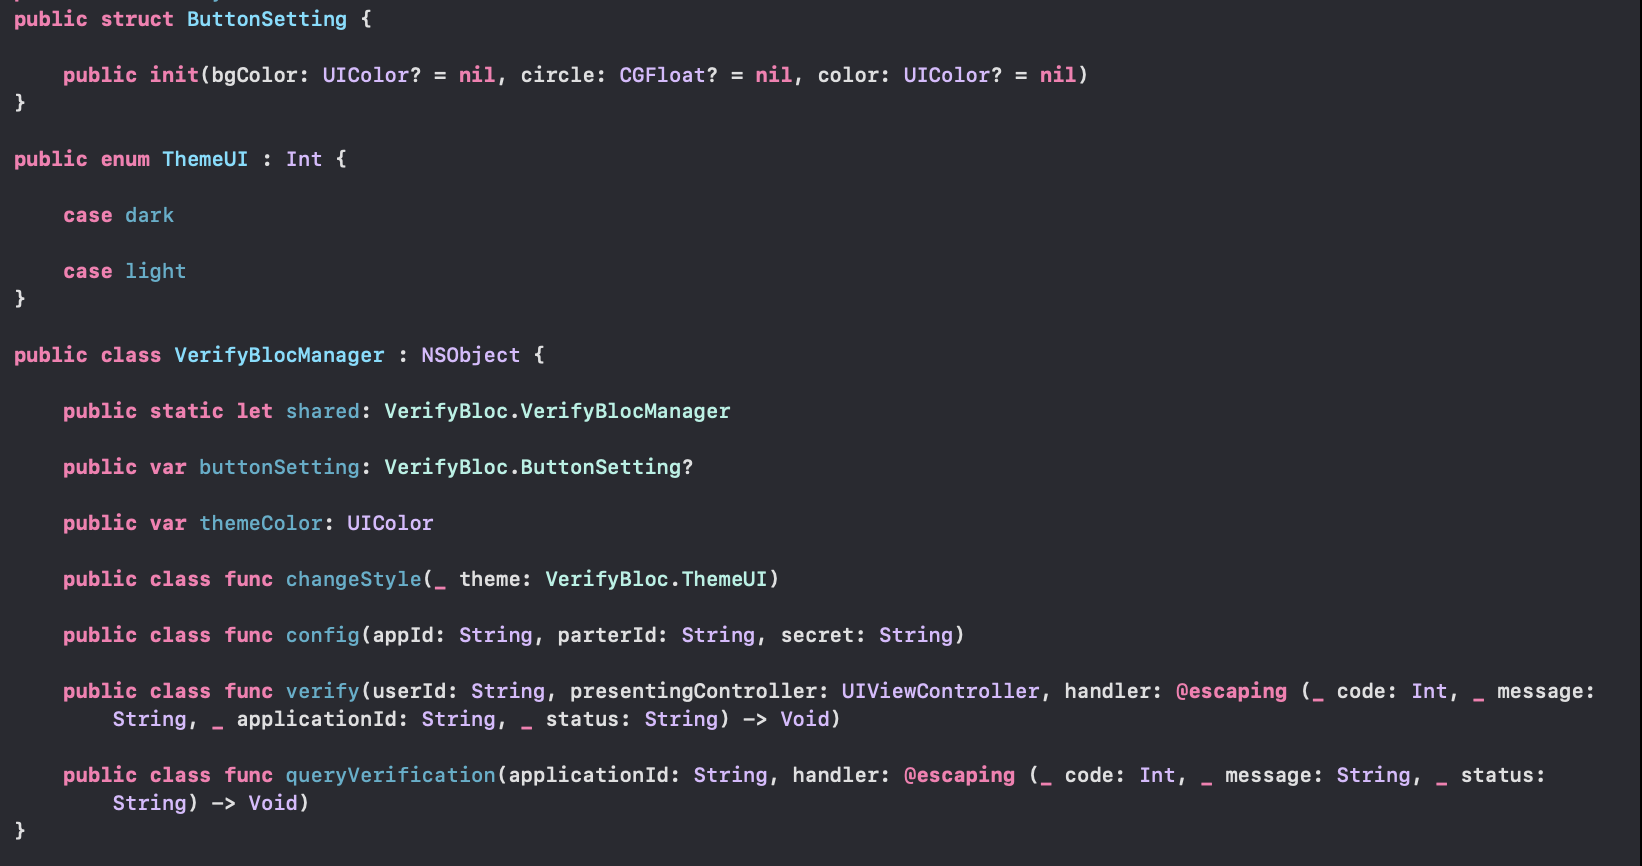 public struct ButtonSetting {
public init(bgColor: UIColor? = nil, circle: CGFloat? = nil, color: UIColor? = nil)
}
public enum ThemeUI : Int {
case dark
case light
}
public class VerifyBlocManager : NSObject {
public static let shared: VerifyBloc.VerifyBlocManager
public var buttonSetting: VerifyBloc.ButtonSetting?
public var themeColor: UIColor
public class func changeStyle(_ theme: VerifyBloc.ThemeUI)
public class func config(appId: String, parterId: String, secret: String)
public class func verify(userId: String, presentingController: UIViewController, handler: @escaping (_ code: Int, _ message:
String, _ applicationId: String, _ status: String) -> Void)
public class func queryVerification(applicationId: String, handler: @escaping (_ code: Int, _ message: String, _ status:
String) -> Void)
}